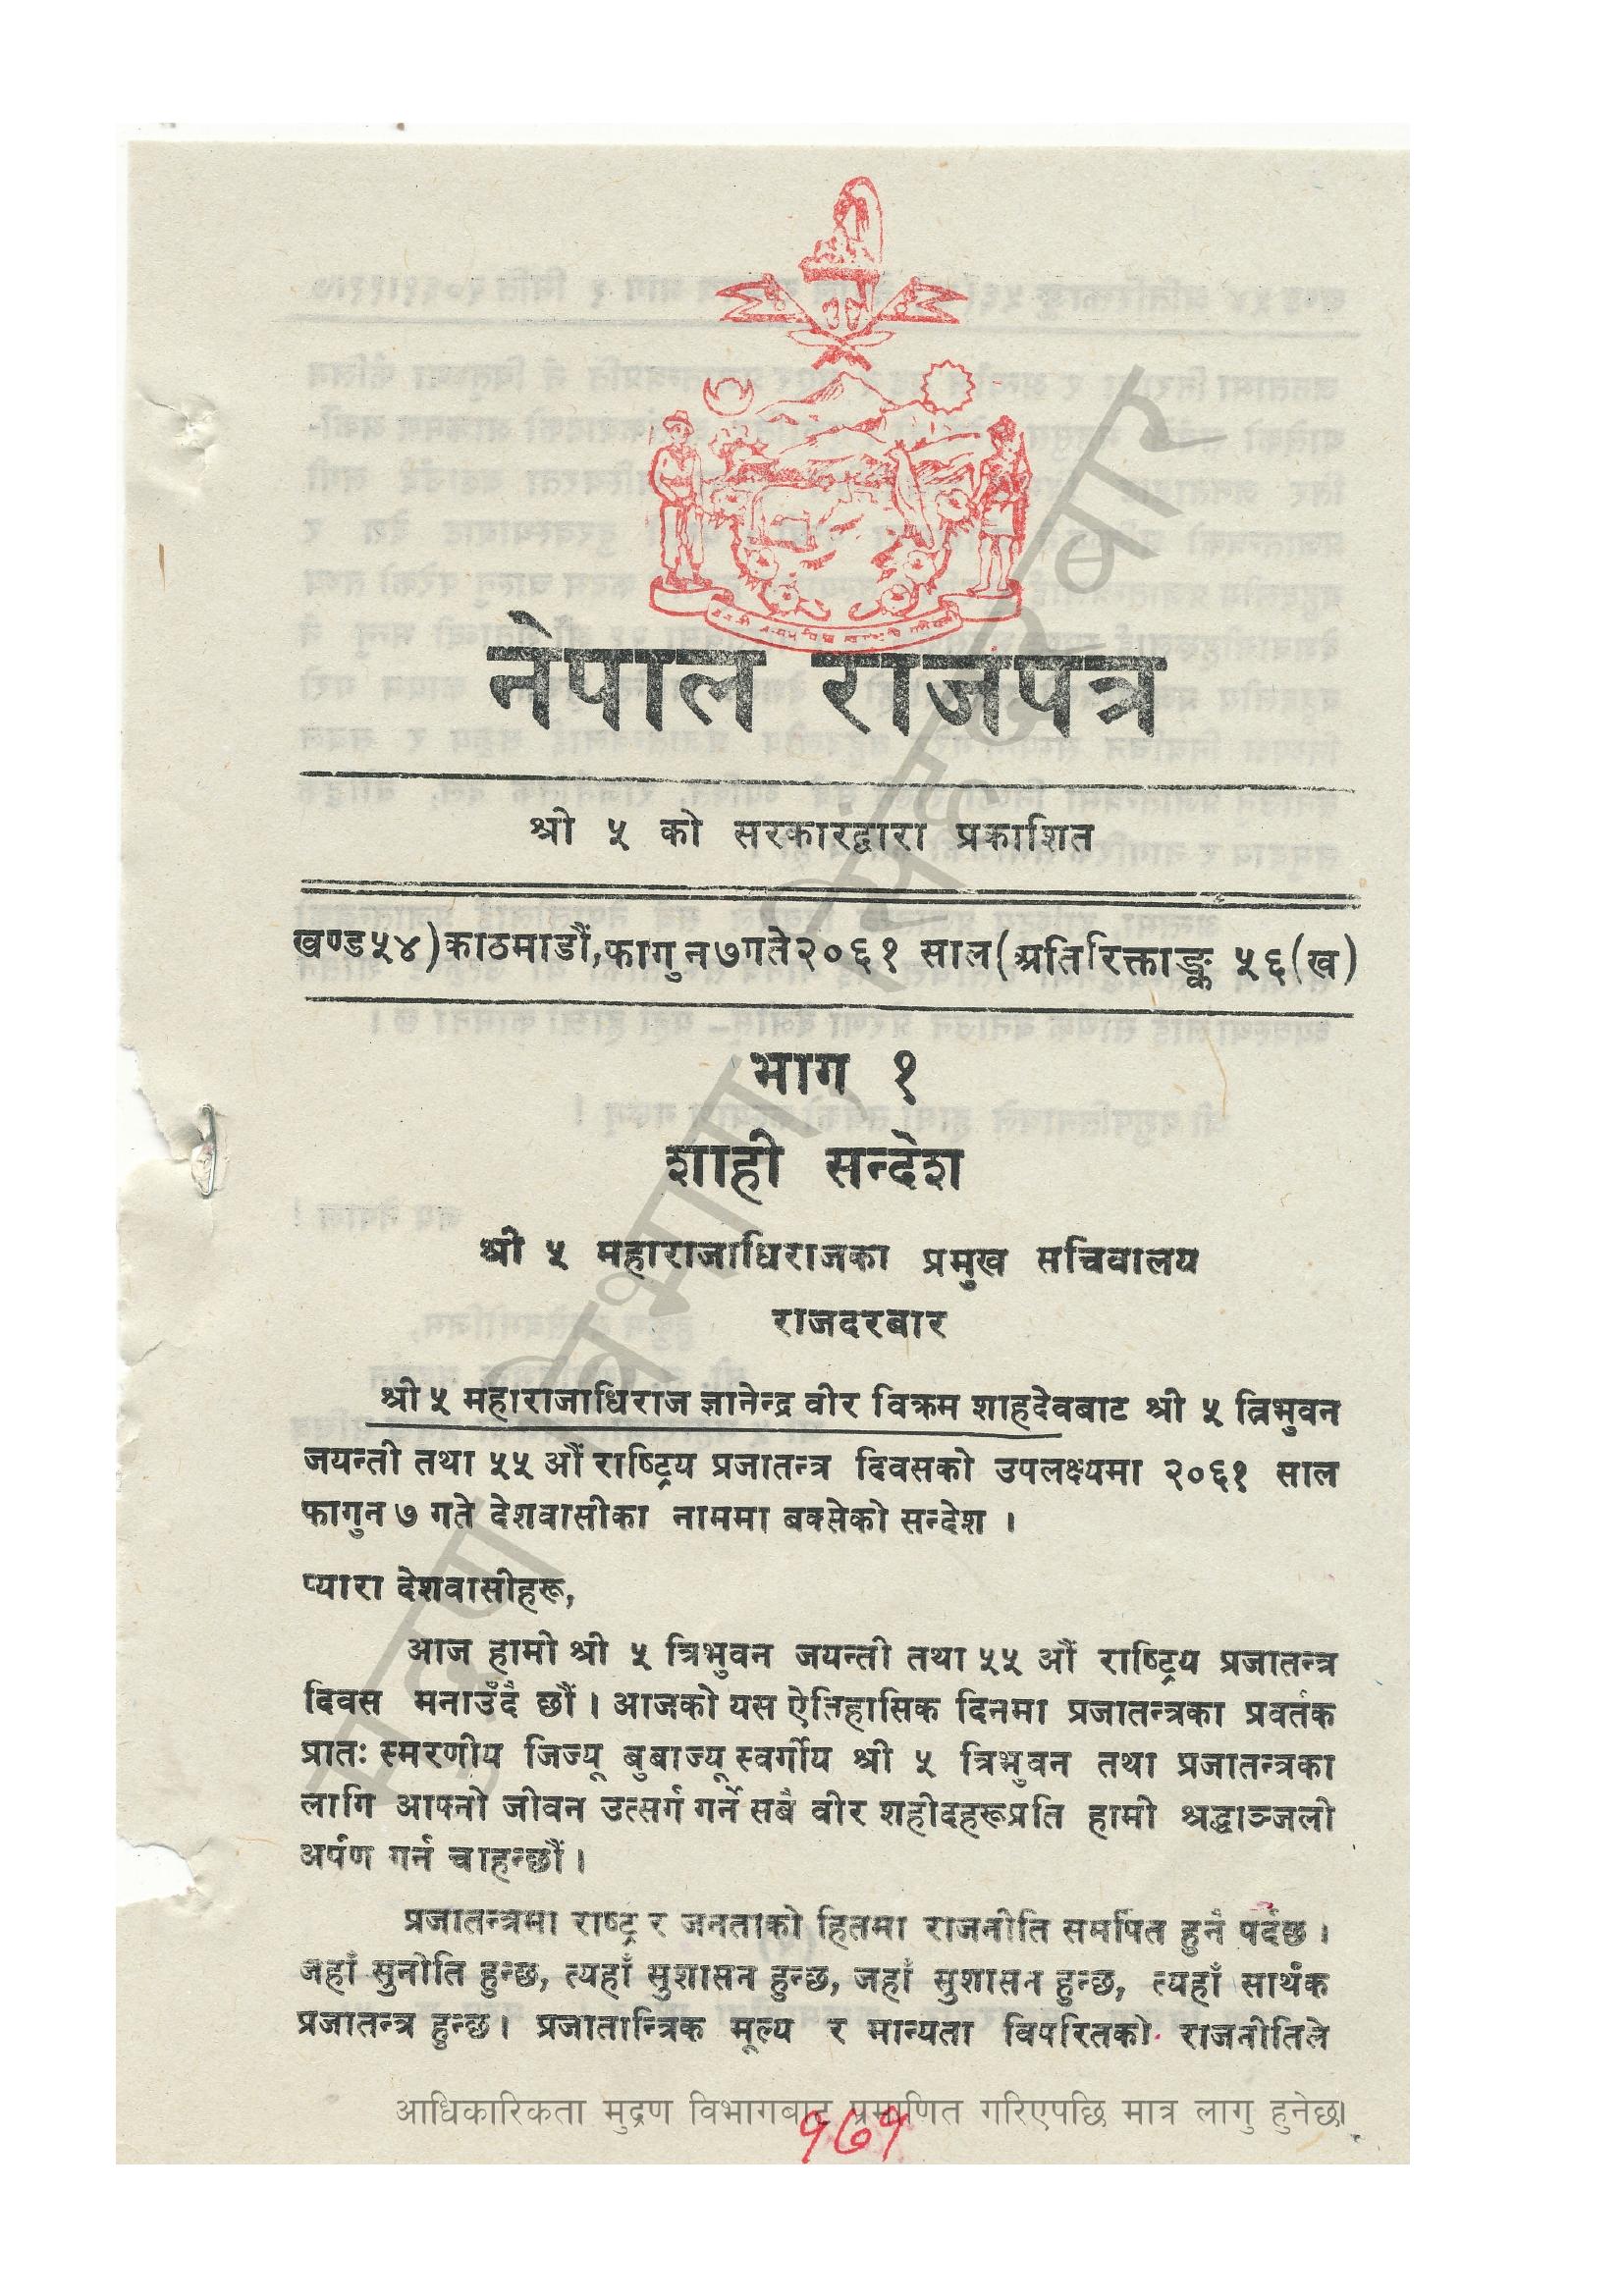 नेपाल राजपत्र
श्री ५ को सरकारद्वारा प्रकाशित
खण्ड ५४) काठमाडौं, फागुन ७ गते २०६१ साल (अतिरिक्ताङ्क ५६ (ख)
भाग १
शाही सन्देश
श्री ५ महाराजाधिराजका प्रमुख सचिवालय
राजदरबार
श्री ५ महाराजाधिराज ज्ञानेन्द्र वीर विक्रम शाहदेवबाट श्री ५ त्रिभुवन
जयन्ती तथा ५५ औं राष्ट्रिय प्रजातन्त्र दिवसको उपलक्ष्यमा २०६१ साल
फागुन ७ गते देशवासीका नाममा बक्सेको सन्देश ।
प्यारा देशवासीहरू,
आज हामी श्री ५ त्रिभुवन जयन्ती तथा ५५ औं राष्ट्रिय प्रजातन्त्र
दिवस मनाउँदै छौं । आजको यस ऐतिहासिक दिनमा प्रजातन्त्रका प्रवर्तक
प्रातः स्मरणीय जिज्यू बुबाज्यू स्वर्गीय श्री ५ त्रिभुवन तथा प्रजातन्त्रका
लागि आफ्नो जीवन उत्सर्ग गर्ने सबै वीर शहीदहरूप्रति हामी श्रद्धाञ्जली
अर्पण गर्न चाहन्छौं ।
प्रजातन्त्रमा राष्ट्र र जनताको हितमा राजनीति समर्पित हुनै पर्दछ ।
जहाँ सुनीति हुन्छ, त्यहाँ सुशासन हुन्छ, जहाँ सुशासन हुन्छ, त्यहाँ सार्थक
प्रजातन्त्र हुन्छ । प्रजातान्त्रिक मूल्य र मान्यता विपरितको राजनीतिले
आधिकारिकता मुद्रण विभागबाट प्रमाणित गरिएपछि मात्र लागु हुनेछ।
१७१